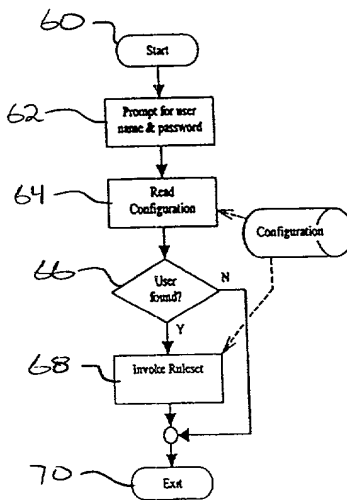 60
Start
62
Prompt for user
name & password
64
Read
Configuration
Configuration
66
User
found?
N
Y
68
Invoke Ruleset
70
Exit